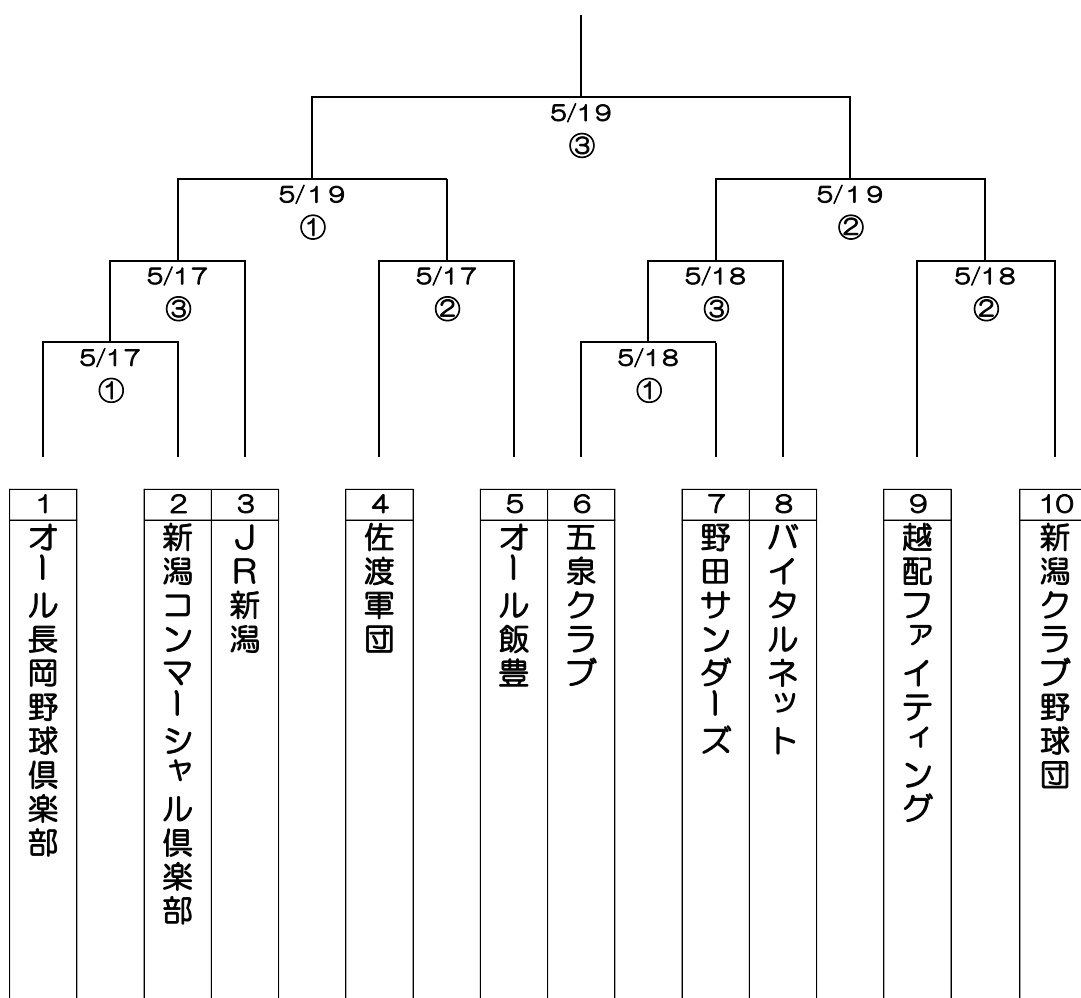 5/19
③
5/19
①
5/19
②
5/17
③
5/17
②
5/18
③
5/18
②
5/17
①
5/18
①
1
オール長岡野球倶楽部
2
新潟コンマーシャル倶楽部
3
JR新潟
4
佐渡軍団
5
オール飯豊
6
五泉クラブ
7
野田サンダーズ
8
バイタルネット
9
越配ファイティング
10
新潟クラブ野球団